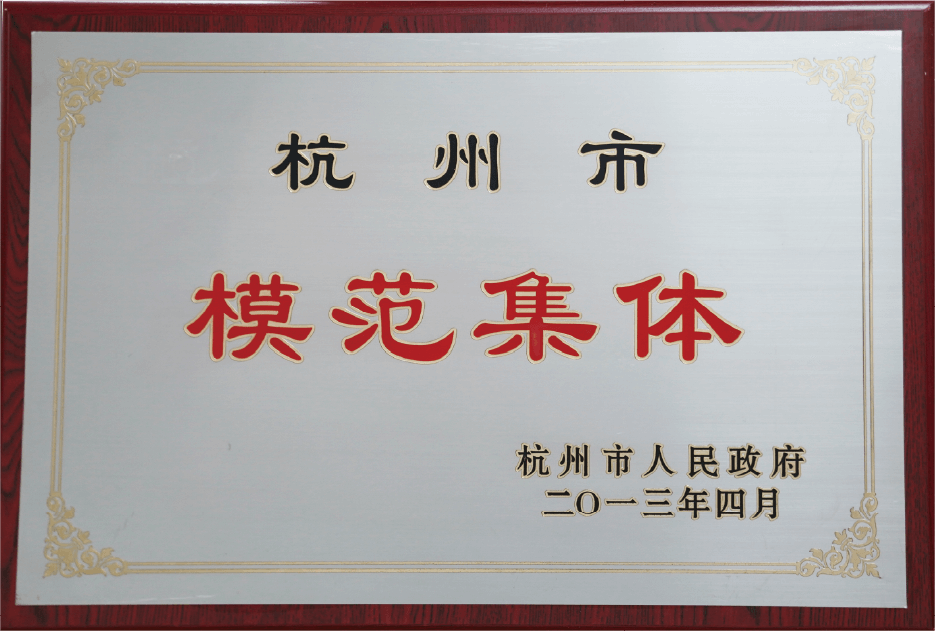 杭州市
模范集体
杭州市人民政府
二〇一三年四月